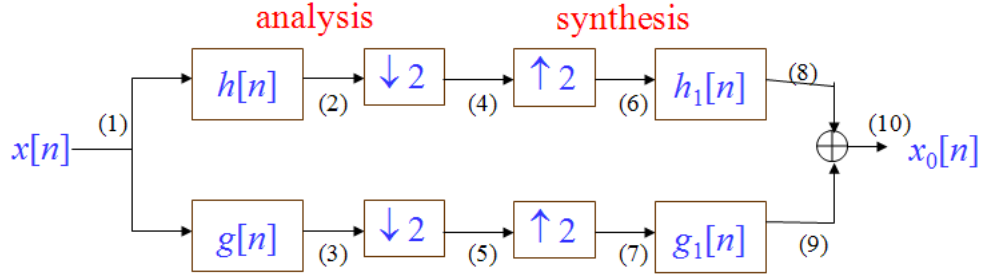 analysis synthesis
h[n] ↓2 ↑2 h₁[n] (8)
(2) (4) (6)
(1) (10)
x[n] x₀[n]
g[n] ↓2 ↑2 g₁[n]
(3) (5) (7) (9)